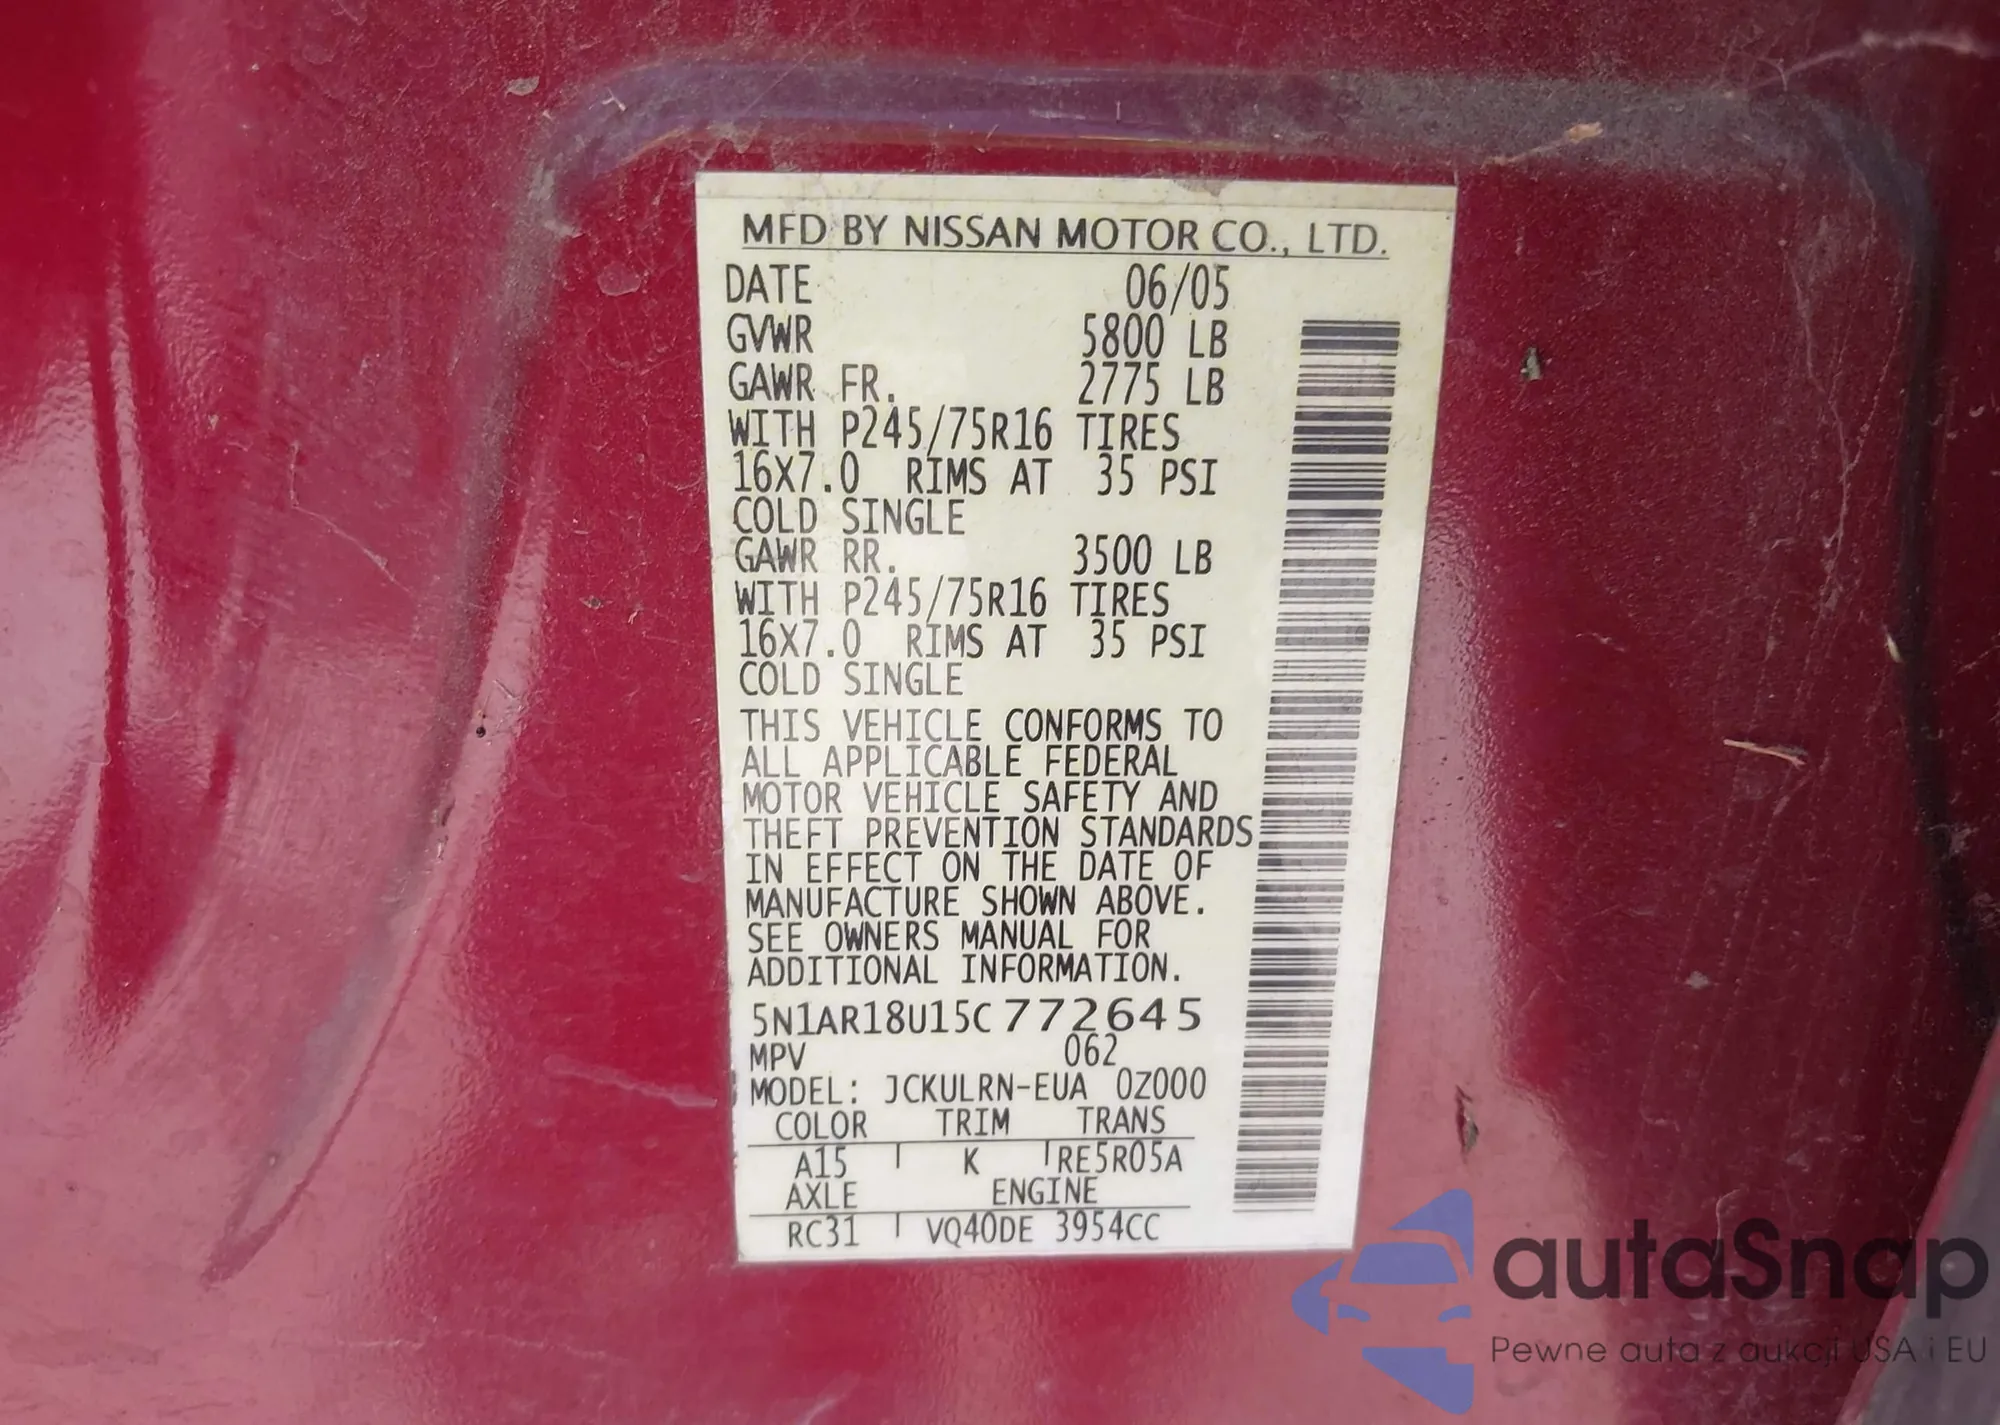 MFD BY NISSAN MOTOR CO., LTD.
DATE 06/05
GVWR 5800 LB
GAWR FR. 2775 LB
WITH P245/75R16 TIRES
16X7.0 RIMS AT 35 PSI
COLD SINGLE
GAWR RR. 3500 LB
WITH P245/75R16 TIRES
16X7.0 RIMS AT 35 PSI
COLD SINGLE
THIS VEHICLE CONFORMS TO
ALL APPLICABLE FEDERAL
MOTOR VEHICLE SAFETY AND
THEFT PREVENTION STANDARDS
IN EFFECT ON THE DATE OF
MANUFACTURE SHOWN ABOVE.
SEE OWNERS MANUAL FOR
ADDITIONAL INFORMATION.
5N1AR18U15C772645
MPV 062
MODEL: JCKULRN-EUA 0Z000
COLOR TRIM TRANS
A15 K RE5R05A
AXLE ENGINE
RC31 VQ40DE 3954CC
autaSnap
Pewne auta z aukcji USA i EU